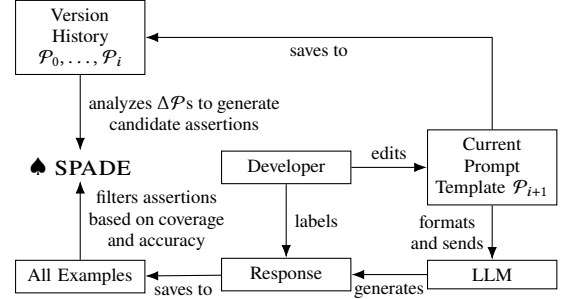 Version
History
𝒫₀, . . . , 𝒫ᵢ
saves to
analyzes Δ𝒫s to generate
candidate assertions
♠ SPADE
Developer
edits
Current
Prompt
Template 𝒫ᵢ₊₁
filters assertions
based on coverage
and accuracy
labels
formats
and sends
All Examples
saves to
Response
generates
LLM